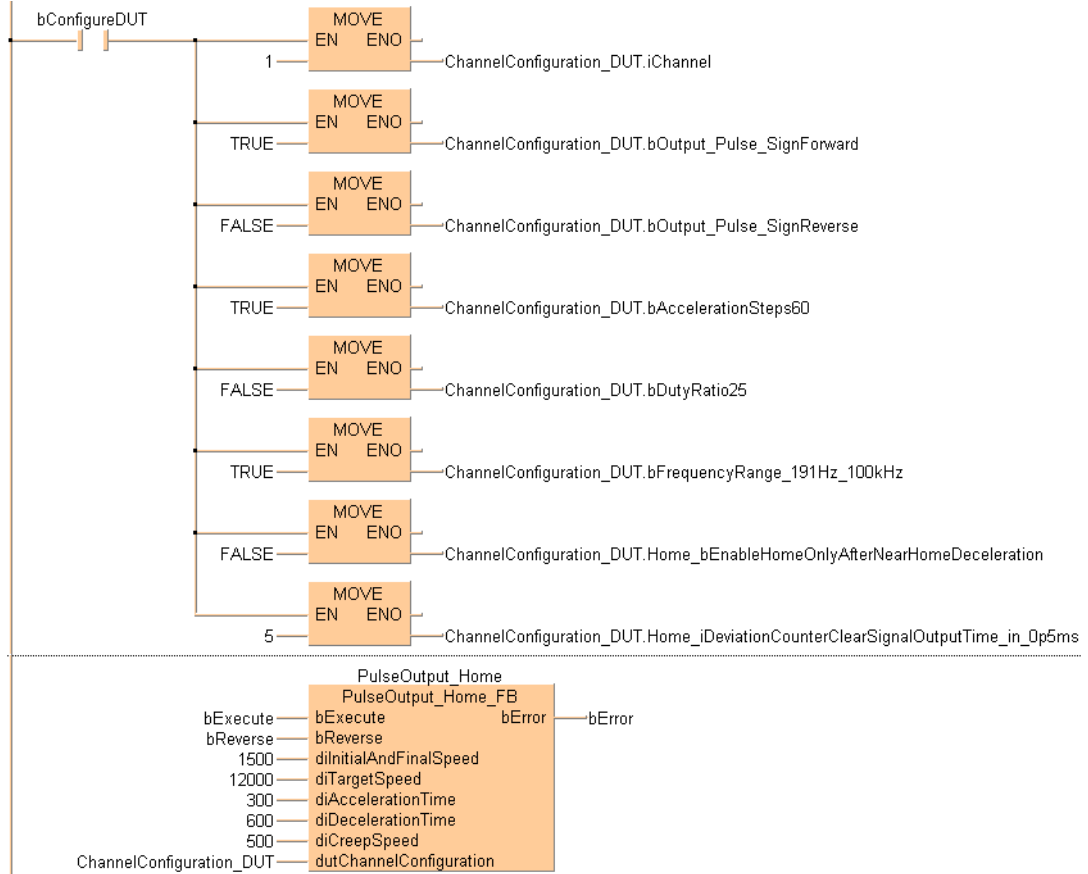 bConfigureDUT
MOVE
EN ENO
1 ChannelConfiguration_DUT.iChannel
MOVE
EN ENO
TRUE ChannelConfiguration_DUT.bOutput_Pulse_SignForward
MOVE
EN ENO
FALSE ChannelConfiguration_DUT.bOutput_Pulse_SignReverse
MOVE
EN ENO
TRUE ChannelConfiguration_DUT.bAccelerationSteps60
MOVE
EN ENO
FALSE ChannelConfiguration_DUT.bDutyRatio25
MOVE
EN ENO
TRUE ChannelConfiguration_DUT.bFrequencyRange_191Hz_100kHz
MOVE
EN ENO
FALSE ChannelConfiguration_DUT.Home_bEnableHomeOnlyAfterNearHomeDeceleration
MOVE
EN ENO
5 ChannelConfiguration_DUT.Home_iDeviationCounterClearSignalOutputTime_in_0p5ms
PulseOutput_Home
PulseOutput_Home_FB
bExecute bExecute bError bError
bReverse bReverse
1500 diInitialAndFinalSpeed
12000 diTargetSpeed
300 diAccelerationTime
600 diDecelerationTime
500 diCreepSpeed
ChannelConfiguration_DUT dutChannelConfiguration